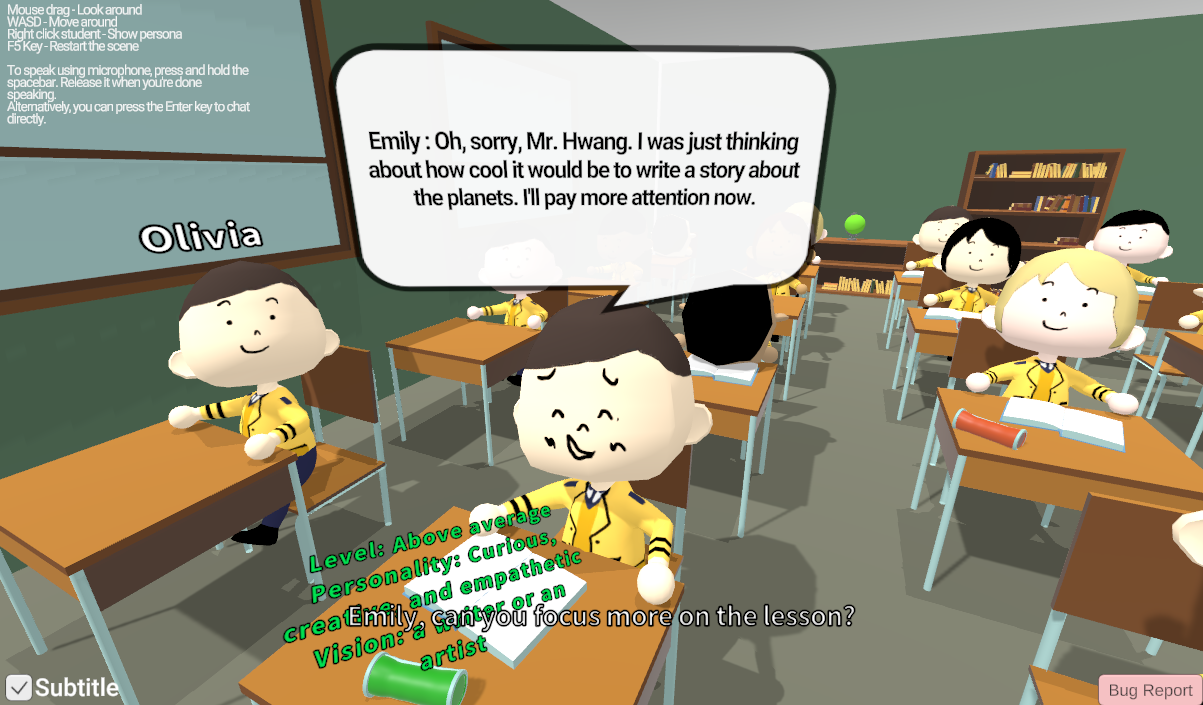 Mouse drag - Look around
WASD - Move around
Right click student - Show persona
F5 Key - Restart the scene
To speak using microphone, press and hold the
spacebar. Release it when you're done
speaking.
Alternatively, you can press the Enter key to chat
directly.
Emily : Oh, sorry, Mr. Hwang. I was just thinking
about how cool it would be to write a story about
the planets. I'll pay more attention now.
Olivia
Level: Above average
Personality: Curious,
creative, and empathetic
Vision: a writer or an
artist
Emily, can you focus more on the lesson?
Subtitle
Bug Report